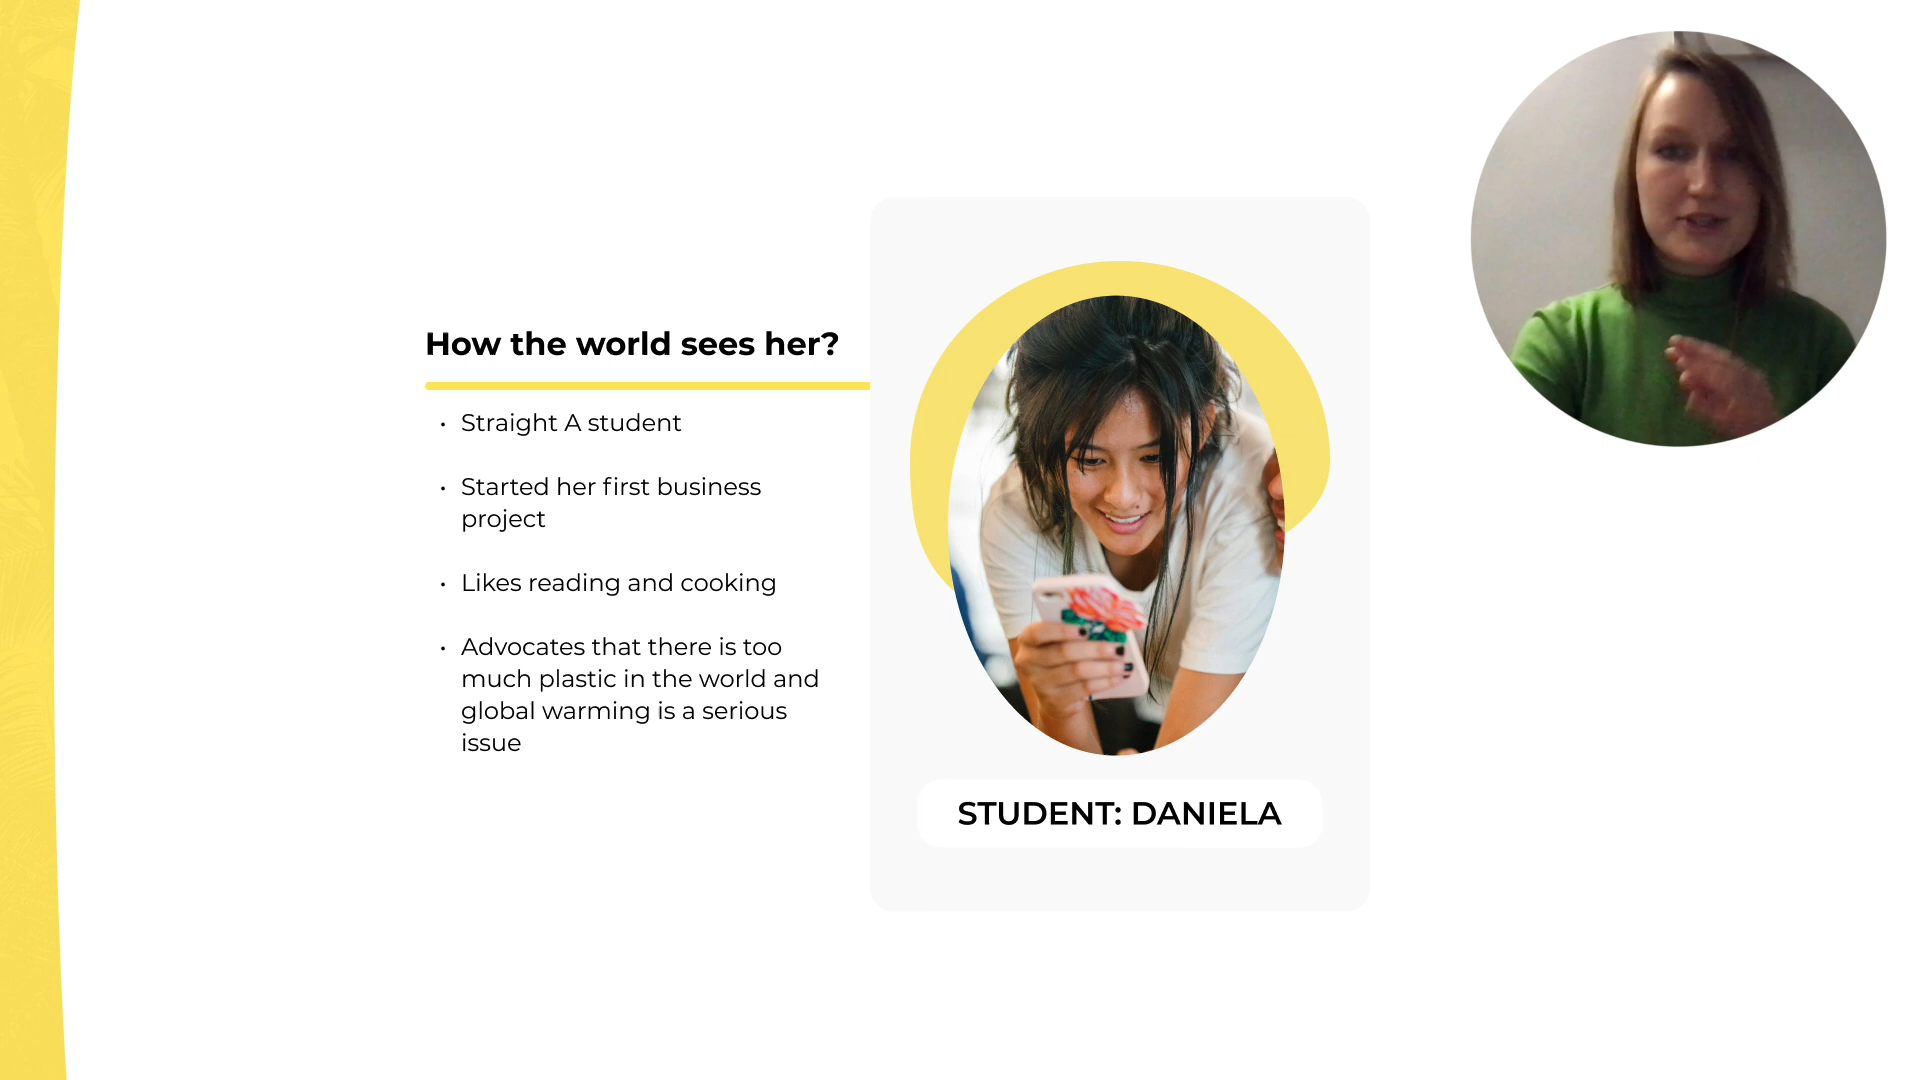 How the world sees her?
• Straight A student
• Started her first business
project
• Likes reading and cooking
• Advocates that there is too
much plastic in the world and
global warming is a serious
issue
STUDENT: DANIELA